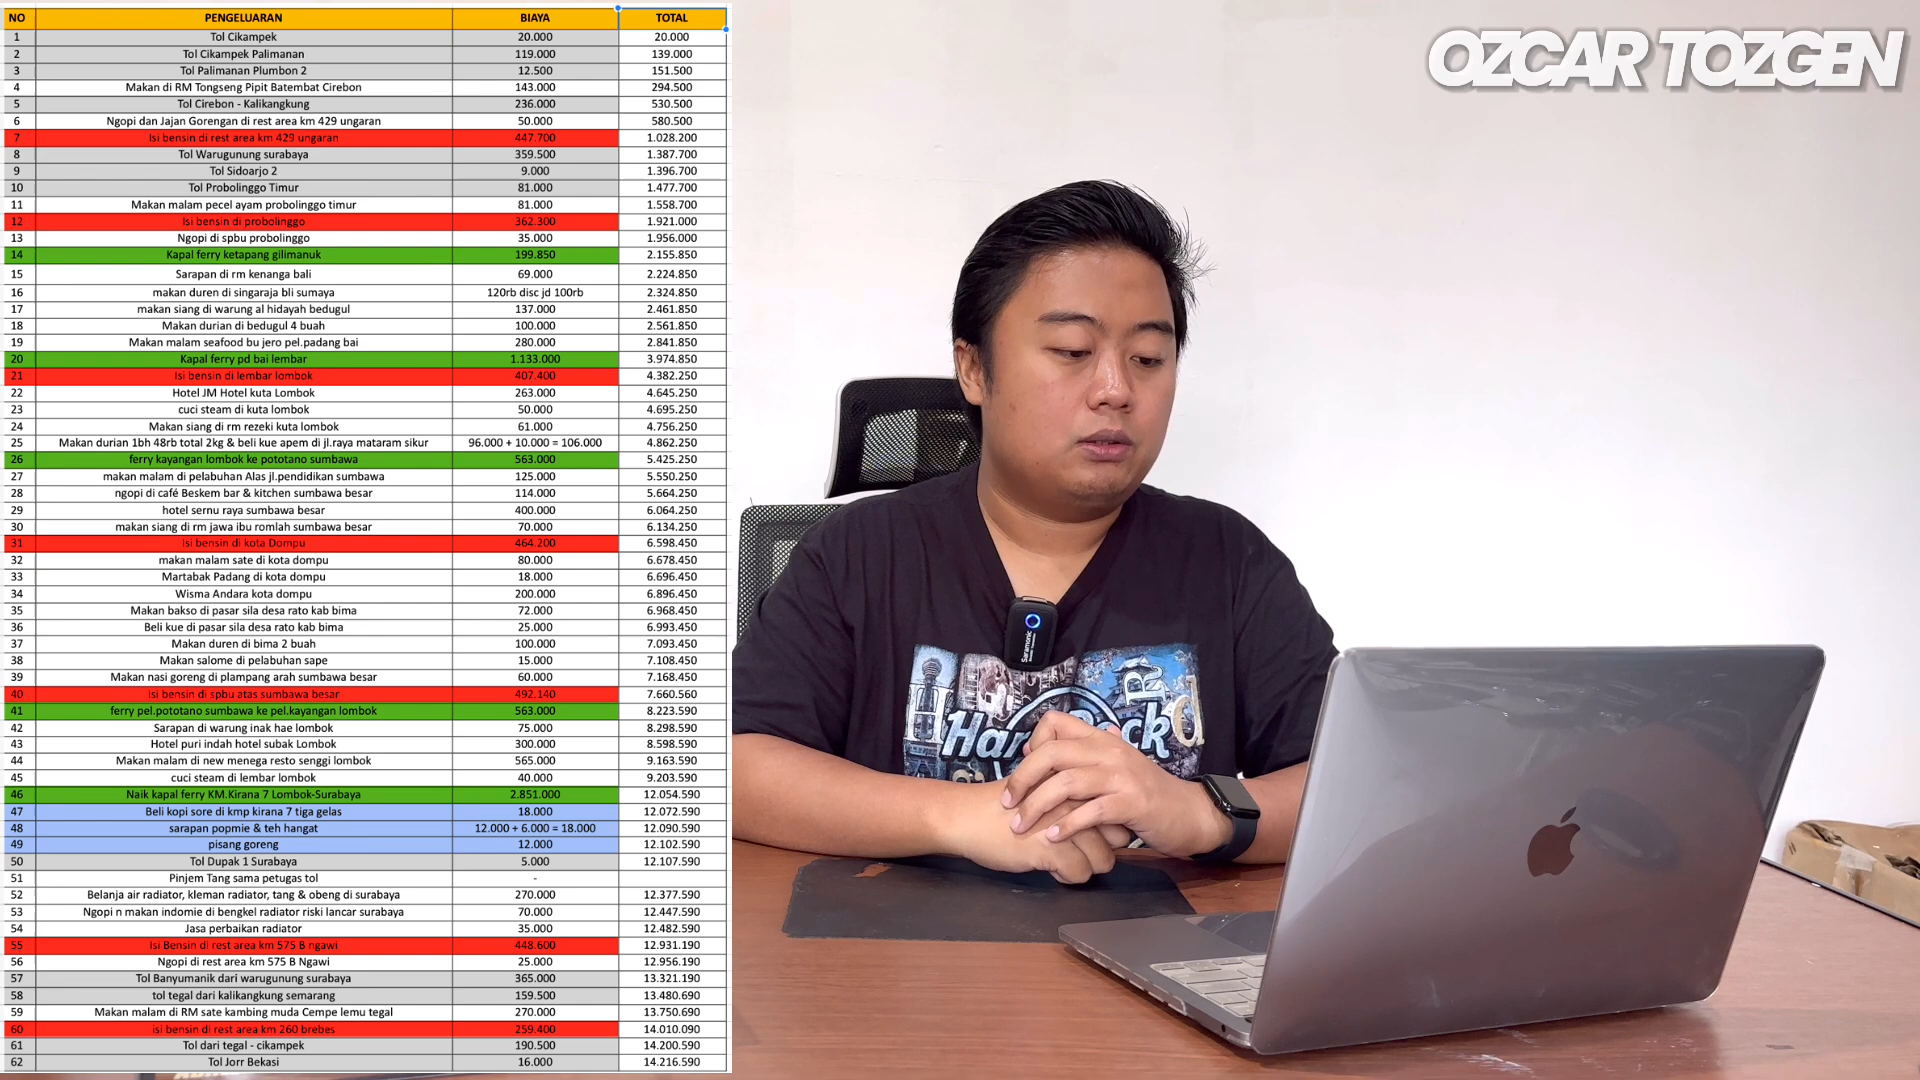 NO PENGELUARAN BIAYA TOTAL
1 Tol Cikampek 20.000 20.000
2 Tol Cikampek Palimanan 119.000 139.000
3 Tol Palimanan Plumbon 2 12.500 151.500
4 Makan di RM Tongseng Pipit Batembat Cirebon 143.000 294.500
5 Tol Cirebon - Kalikangkung 236.000 530.500
6 Ngopi dan Jajan Gorengan di rest area km 429 ungaran 50.000 580.500
7 Isi bensin di rest area km 429 ungaran 447.700 1.028.200
8 Tol Warugunung surabaya 359.500 1.387.700
9 Tol Sidoarjo 2 9.000 1.396.700
10 Tol Probolinggo Timur 81.000 1.477.700
11 Makan malam pecel ayam probolinggo timur 81.000 1.558.700
12 Isi bensin di probolinggo 362.300 1.921.000
13 Ngopi di spbu probolinggo 35.000 1.956.000
14 Kapal ferry ketapang gilimanuk 199.850 2.155.850
15 Sarapan di rm kenanga bali 69.000 2.224.850
16 makan duren di singaraja bli sumaya 120rb disc jd 100rb 2.324.850
17 makan siang di warung al hidayah bedugul 137.000 2.461.850
18 Makan durian di bedugul 4 buah 100.000 2.561.850
19 Makan malam seafood bu jero pel.padang bai 280.000 2.841.850
20 Kapal ferry pd bai lembar 1.133.000 3.974.850
21 Isi bensin di lembar lombok 407.400 4.382.250
22 Hotel JM Hotel kuta Lombok 263.000 4.645.250
23 cuci steam di kuta lombok 50.000 4.695.250
24 Makan siang di rm rezeki kuta lombok 61.000 4.756.250
25 Makan durian 1bh 48rb total 2kg & beli kue apem di jl.raya mataram sikur 96.000 + 10.000 = 106.000 4.862.250
26 ferry kayangan lombok ke pototano sumbawa 563.000 5.425.250
27 makan malam di pelabuhan Alas jl.pendidikan sumbawa 125.000 5.550.250
28 ngopi di café Beskem bar & kitchen sumbawa besar 114.000 5.664.250
29 hotel sernu raya sumbawa besar 400.000 6.064.250
30 makan siang di rm jawa ibu romlah sumbawa besar 70.000 6.134.250
31 Isi bensin di kota Dompu 464.200 6.598.450
32 makan malam sate di kota dompu 80.000 6.678.450
33 Martabak Padang di kota dompu 18.000 6.696.450
34 Wisma Andara kota dompu 200.000 6.896.450
35 Makan bakso di pasar sila desa rato kab bima 72.000 6.968.450
36 Beli kue di pasar sila desa rato kab bima 25.000 6.993.450
37 Makan duren di bima 2 buah 100.000 7.093.450
38 Makan salome di pelabuhan sape 15.000 7.108.450
39 Makan nasi goreng di plampang arah sumbawa besar 60.000 7.168.450
40 Isi bensin di spbu atas sumbawa besar 492.140 7.660.560
41 ferry pel.pototano sumbawa ke pel.kayangan lombok 563.000 8.223.590
42 Sarapan di warung inak hae lombok 75.000 8.298.590
43 Hotel puri indah hotel subak Lombok 300.000 8.598.590
44 Makan malam di new menega resto senggi lombok 565.000 9.163.590
45 cuci steam di lembar lombok 40.000 9.203.590
46 Naik kapal ferry KM.Kirana 7 Lombok-Surabaya 2.851.000 12.054.590
47 Beli kopi sore di kmp kirana 7 tiga gelas 18.000 12.072.590
48 sarapan popmie & teh hangat 12.000 + 6.000 = 18.000 12.090.590
49 pisang goreng 12.000 12.102.590
50 Tol Dupak 1 Surabaya 5.000 12.107.590
51 Pinjem Tang sama petugas tol -
52 Belanja air radiator, kleman radiator, tang & obeng di surabaya 270.000 12.377.590
53 Ngopi n makan indomie di bengkel radiator riski lancar surabaya 70.000 12.447.590
54 Jasa perbaikan radiator 35.000 12.482.590
55 Isi Bensin di rest area km 575 B ngawi 448.600 12.931.190
56 Ngopi di rest area km 575 B Ngawi 25.000 12.956.190
57 Tol Banyumanik dari warugunung surabaya 365.000 13.321.190
58 tol tegal dari kalikangkung semarang 159.500 13.480.690
59 Makan malam di RM sate kambing muda Cempe lemu tegal 270.000 13.750.690
60 isi bensin di rest area km 260 brebes 259.400 14.010.090
61 Tol dari tegal - cikampek 190.500 14.200.590
62 Tol Jorr Bekasi 16.000 14.216.590
OZCAR TOZGEN
Saramonic
Hard Rock